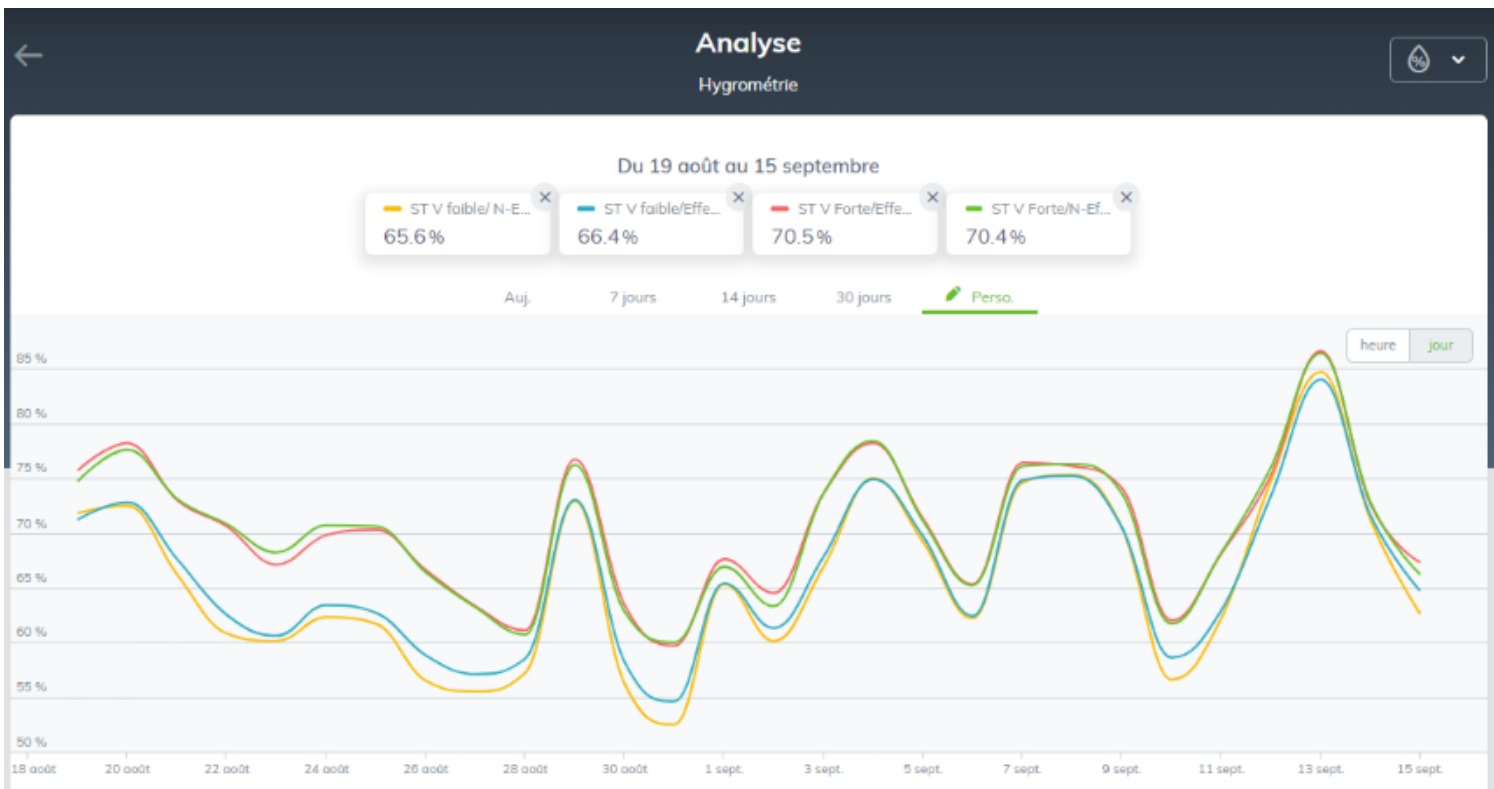 Analyse
%
Hygrométrie
Du 19 août au 15 septembre
ST V faible/ N-E... ST V faible/Effe... ST V Forte/Effe... ST V Forte/N-Ef...
65.6% 66.4% 70.5% 70.4%
Auj. 7 jours 14 jours 30 jours Perso.
heure jour
85 %
80 %
75 %
70 %
65 %
60 %
55 %
50 %
18 août 20 août 22 août 24 août 26 août 28 août 30 août 1 sept. 3 sept. 5 sept. 7 sept. 9 sept. 11 sept. 13 sept. 15 sept.